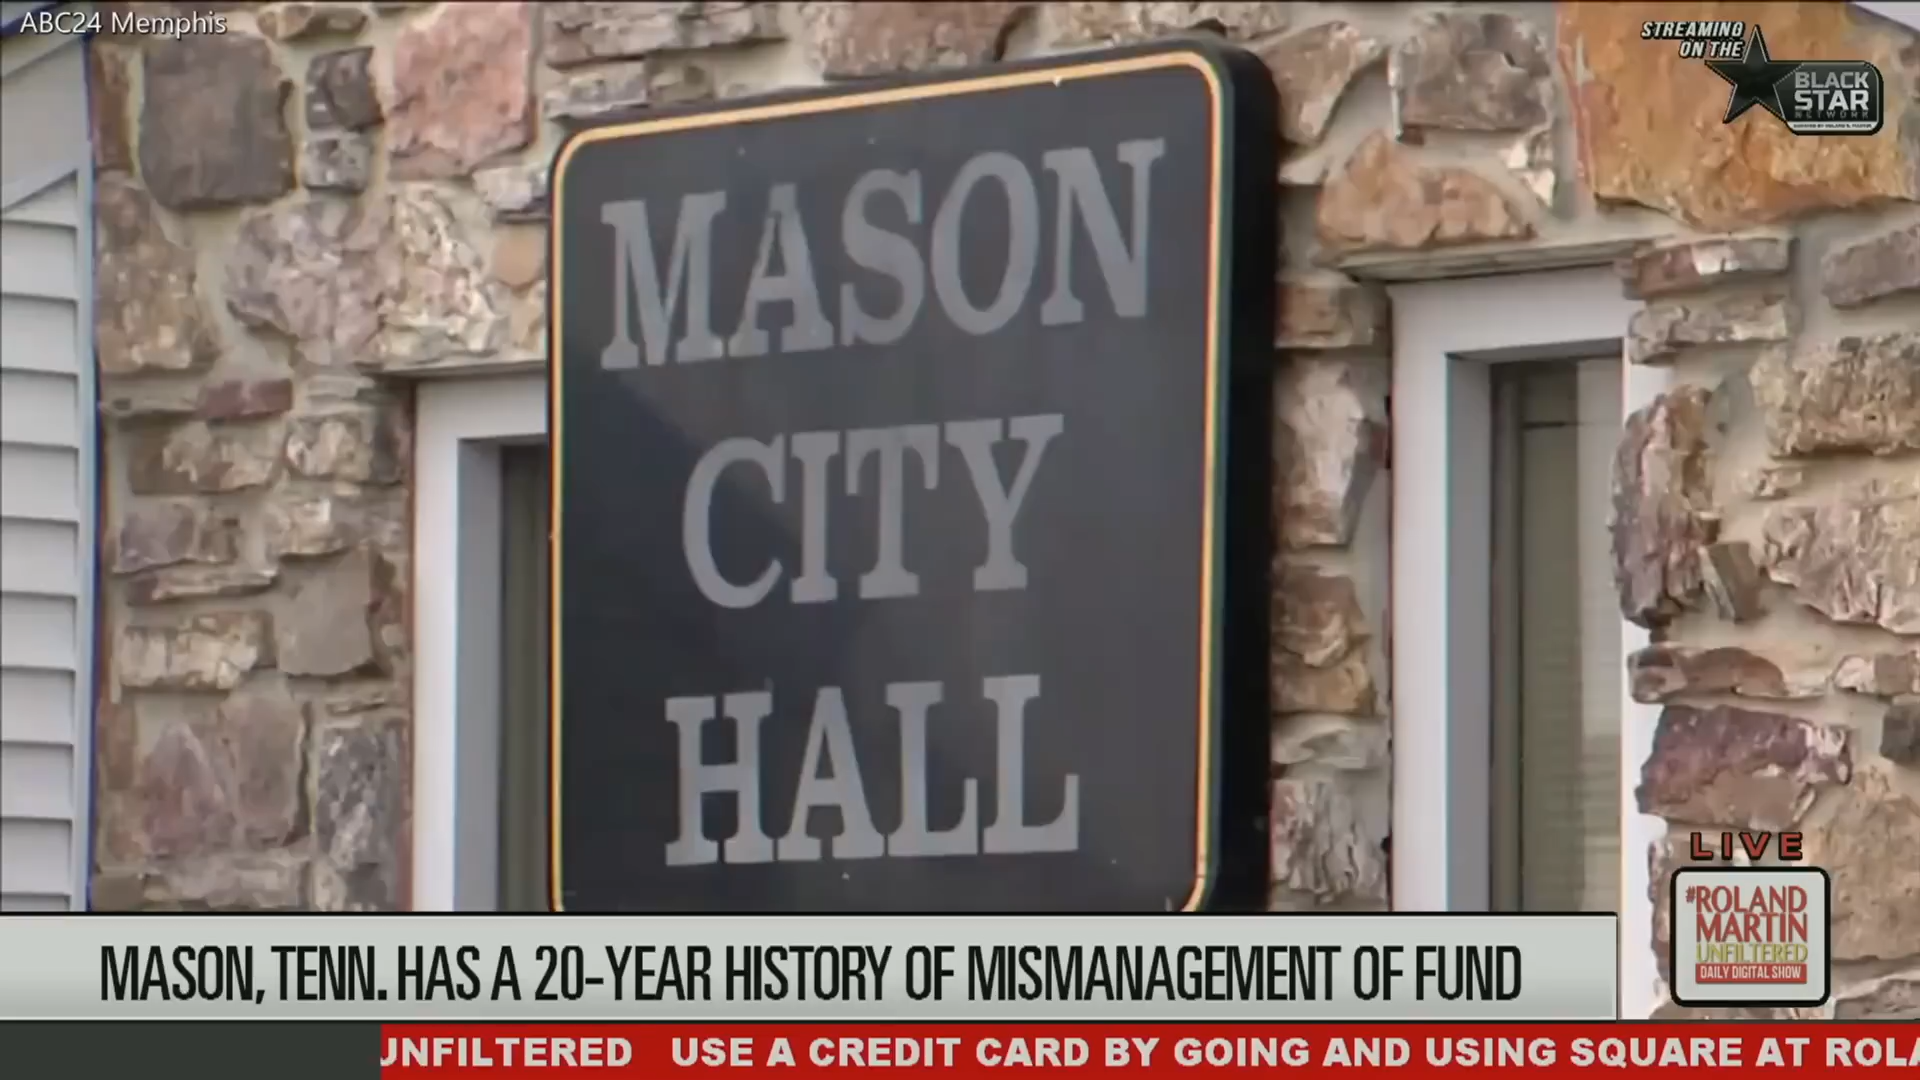 ABC24 Memphis
STREAMING
ON THE
BLACK
STAR
NETWORK
MASON
CITY
HALL
LIVE
#ROLAND
MARTIN
UNFILTERED
DAILY DIGITAL SHOW
MASON, TENN. HAS A 20-YEAR HISTORY OF MISMANAGEMENT OF FUND
UNFILTERED USE A CREDIT CARD BY GOING AND USING SQUARE AT ROLA